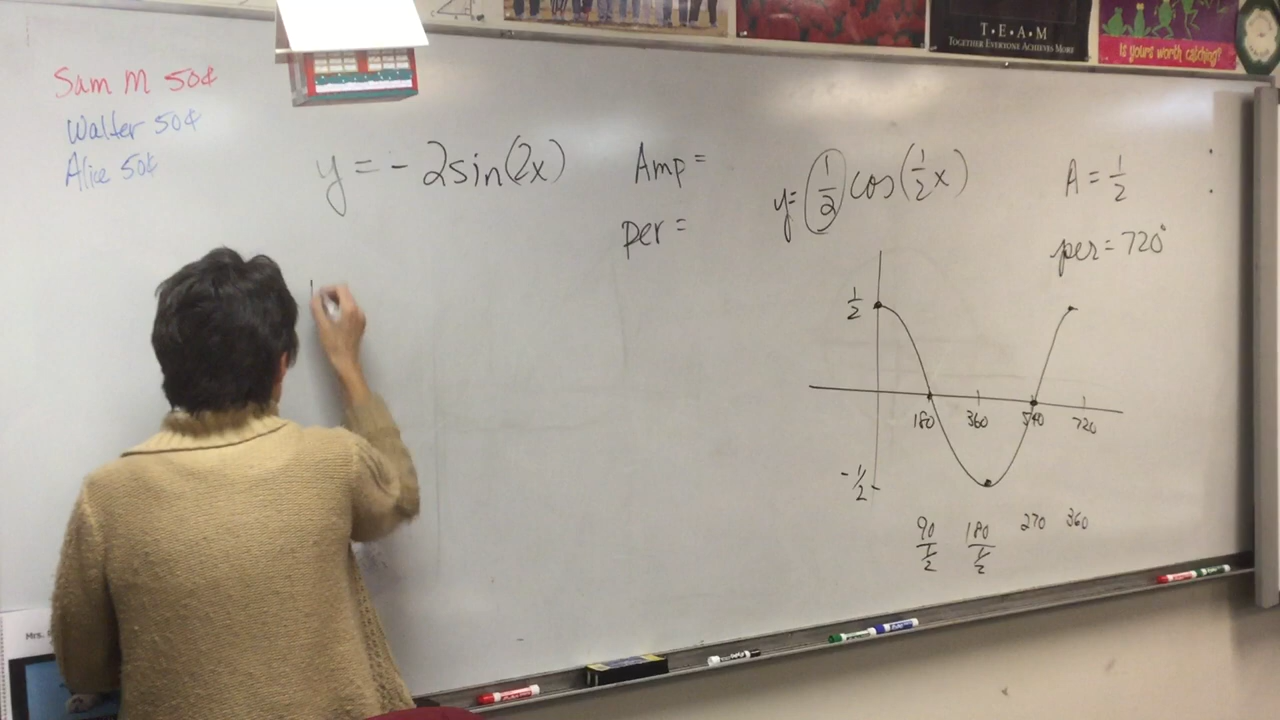 T·E·A·M
TOGETHER EVERYONE ACHIEVES MORE
is yours worth catching?
Sam M 50¢
Walter 50¢
Alice 50¢
y = - 2sin(2x)
Amp =
per =
y = 1/2 cos(1/2 x)
A = 1/2
per = 720°
1/2
180 360 540 720
-1/2
90/1/2 180/1/2 270 360
Mrs.